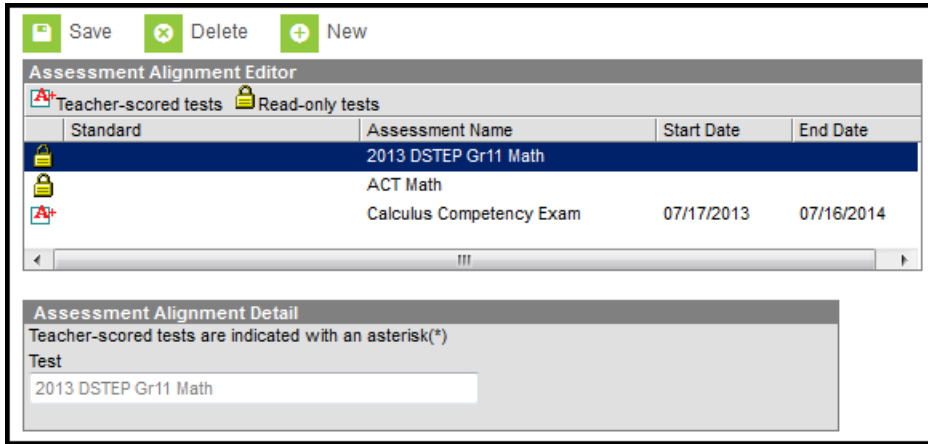 Save Delete New
Assessment Alignment Editor
A+ Teacher-scored tests Read-only tests
Standard Assessment Name Start Date End Date
2013 DSTEP Gr11 Math
ACT Math
A+ Calculus Competency Exam 07/17/2013 07/16/2014
Assessment Alignment Detail
Teacher-scored tests are indicated with an asterisk(*)
Test
2013 DSTEP Gr11 Math